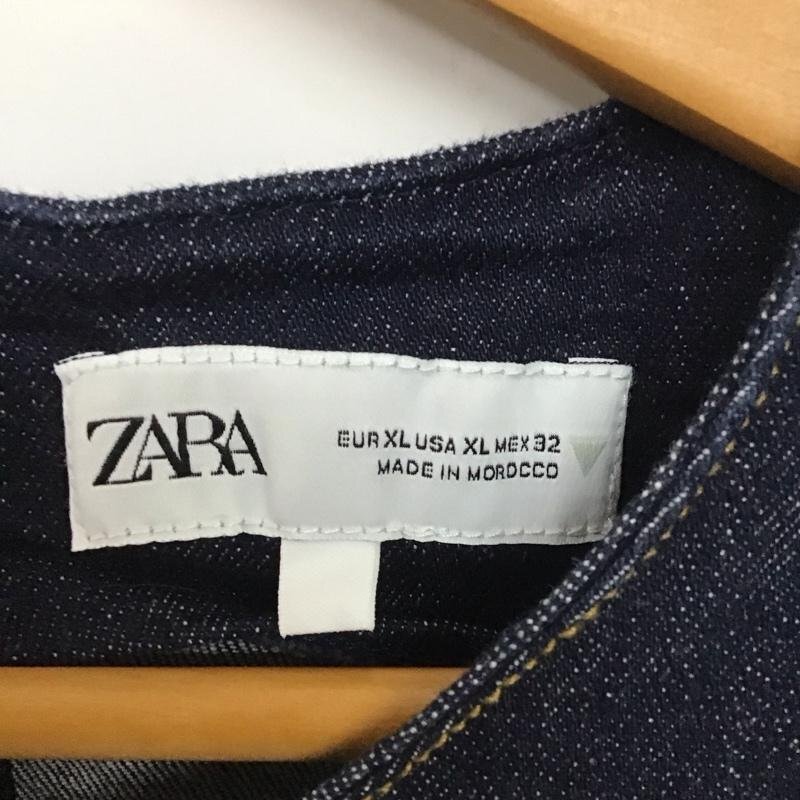 ZARA
EUR XL USA XL MEX 32
MADE IN MOROCCO